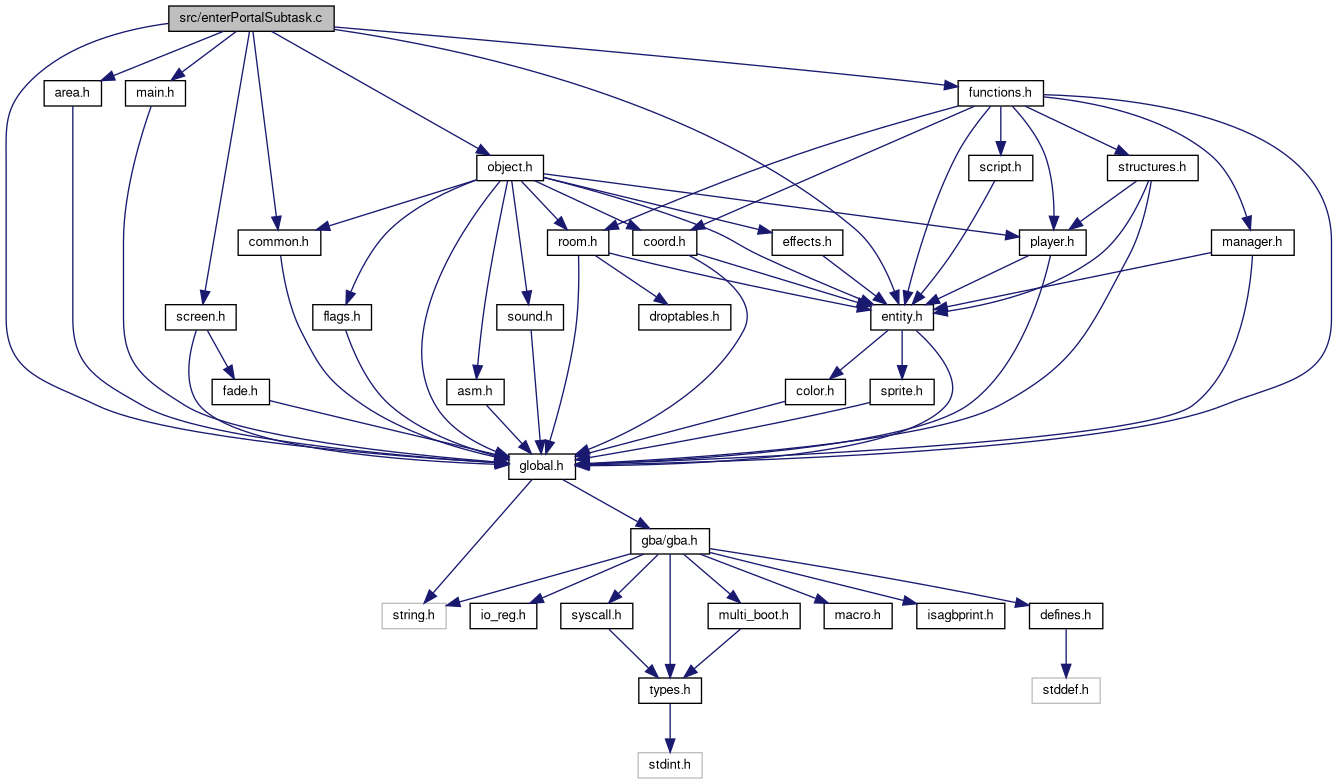 src/enterPortalSubtask.c
area.h
main.h
functions.h
object.h
script.h
structures.h
common.h
room.h
coord.h
effects.h
player.h
manager.h
screen.h
flags.h
sound.h
droptables.h
entity.h
fade.h
asm.h
color.h
sprite.h
global.h
gba/gba.h
string.h
io_reg.h
syscall.h
multi_boot.h
macro.h
isagbprint.h
defines.h
types.h
stddef.h
stdint.h